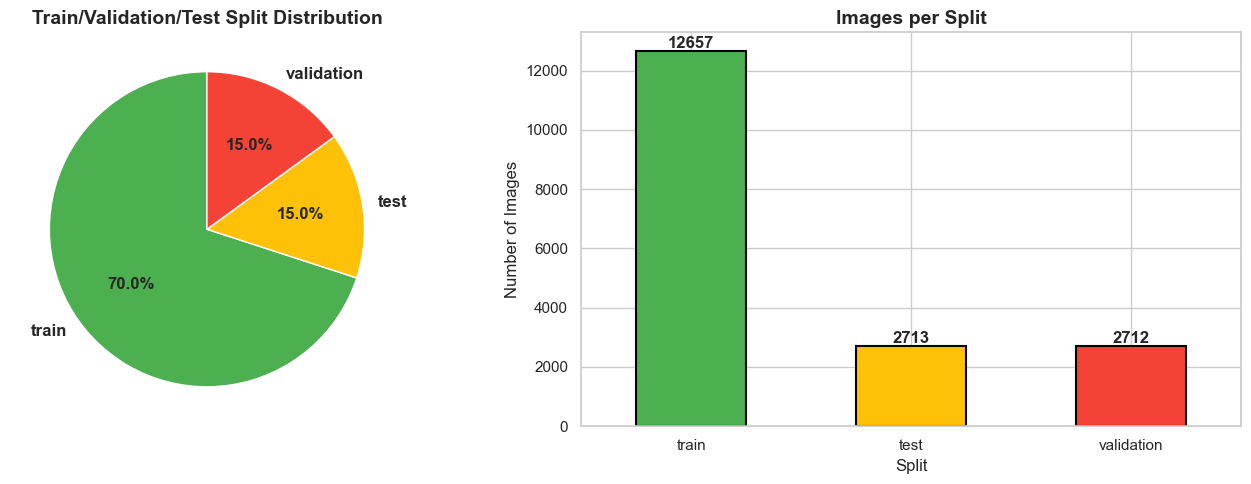 Train/Validation/Test Split Distribution
validation
15.0%
test
15.0%
70.0%
train
Images per Split
12657
12000
10000
8000
6000
4000
2000
0
Number of Images
2713
2712
train
test
validation
Split